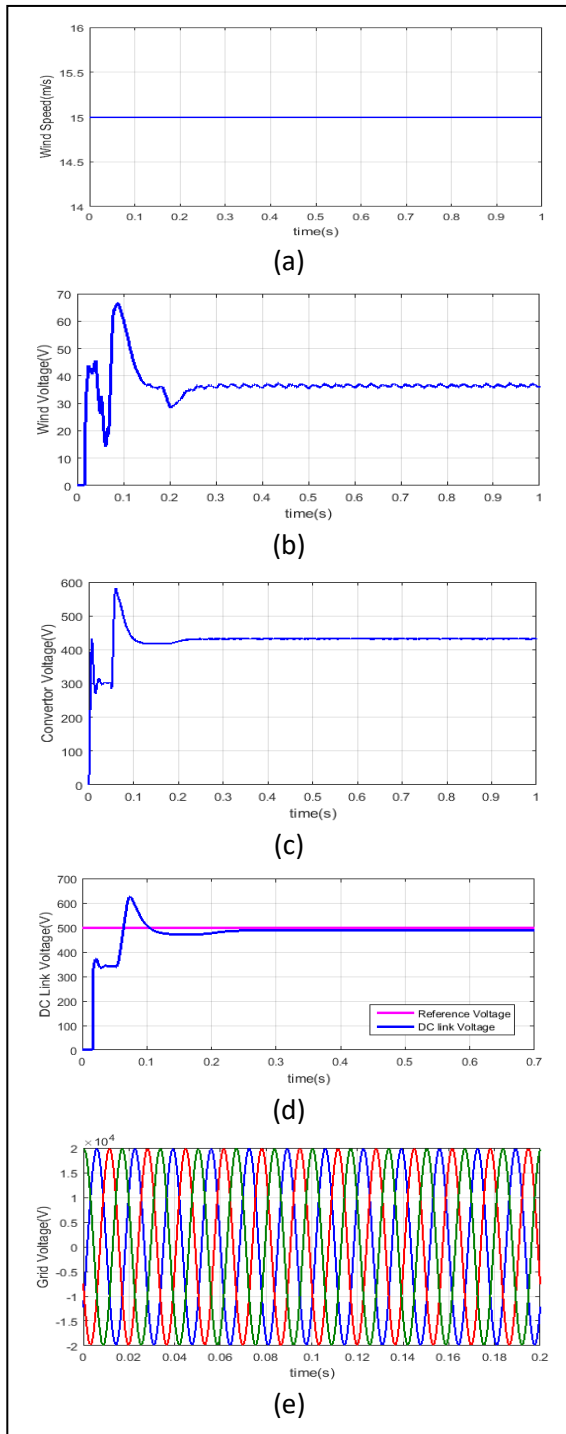 16
15.5
15
14.5
14
Wind Speed(m/s)
0 0.1 0.2 0.3 0.4 0.5 0.6 0.7 0.8 0.9 1
time(s)
(a)
70
60
50
40
30
20
10
0
Wind Voltage(V)
0 0.1 0.2 0.3 0.4 0.5 0.6 0.7 0.8 0.9 1
time(s)
(b)
600
500
400
300
200
100
0
Convertor Voltage(V)
0 0.1 0.2 0.3 0.4 0.5 0.6 0.7 0.8 0.9 1
time(s)
(c)
700
600
500
400
300
200
100
0
DC Link Voltage(V)
Reference Voltage
DC link Voltage
0 0.1 0.2 0.3 0.4 0.5 0.6 0.7
time(s)
(d)
× 10⁴
2
1.5
1
0.5
0
-0.5
-1
-1.5
-2
Grid Voltage(V)
0 0.02 0.04 0.06 0.08 0.1 0.12 0.14 0.16 0.18 0.2
time(s)
(e)